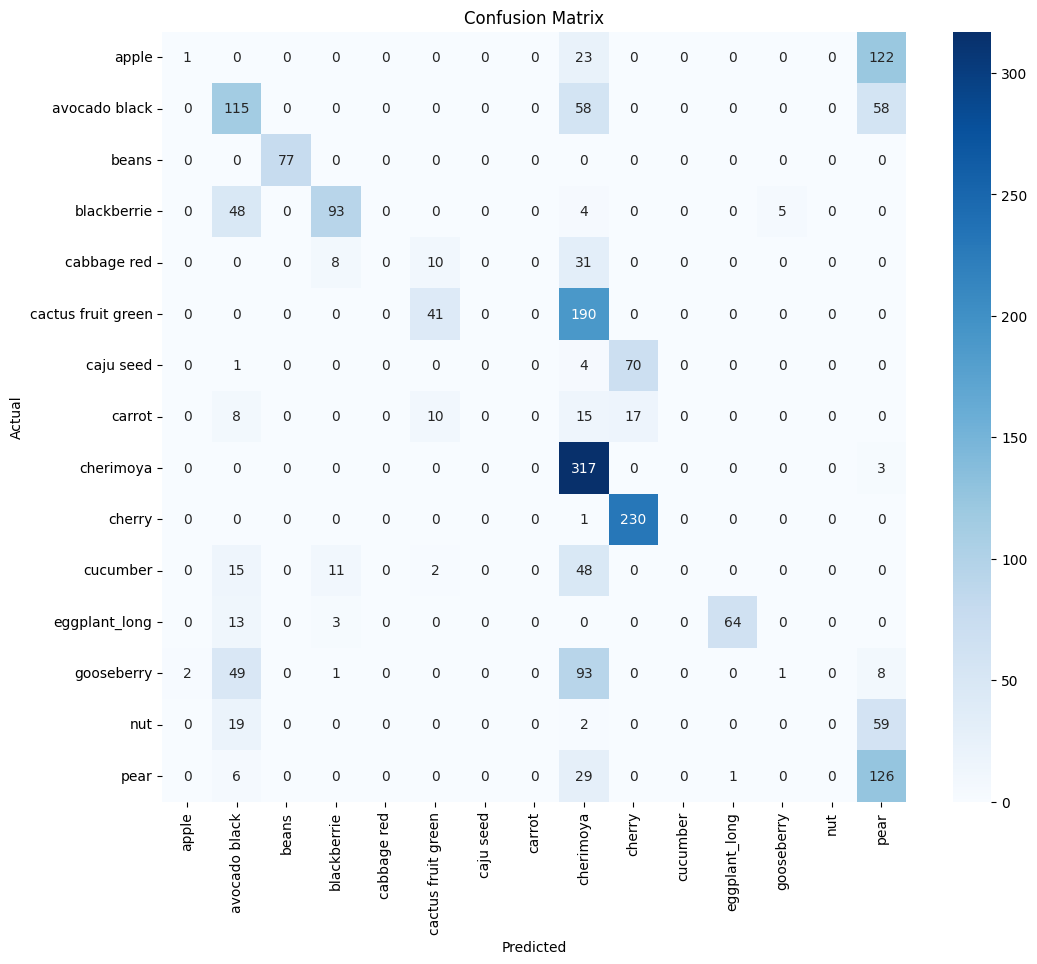 Confusion Matrix
apple 1 0 0 0 0 0 0 0 23 0 0 0 0 0 122
avocado black 0 115 0 0 0 0 0 0 58 0 0 0 0 0 58
beans 0 0 77 0 0 0 0 0 0 0 0 0 0 0 0
blackberrie 0 48 0 93 0 0 0 0 4 0 0 0 5 0 0
cabbage red 0 0 0 8 0 10 0 0 31 0 0 0 0 0 0
cactus fruit green 0 0 0 0 0 41 0 0 190 0 0 0 0 0 0
caju seed 0 1 0 0 0 0 0 0 4 70 0 0 0 0 0
carrot 0 8 0 0 0 10 0 0 15 17 0 0 0 0 0
cherimoya 0 0 0 0 0 0 0 0 317 0 0 0 0 0 3
cherry 0 0 0 0 0 0 0 0 1 230 0 0 0 0 0
cucumber 0 15 0 11 0 2 0 0 48 0 0 0 0 0 0
eggplant_long 0 13 0 3 0 0 0 0 0 0 0 64 0 0 0
gooseberry 2 49 0 1 0 0 0 0 93 0 0 0 1 0 8
nut 0 19 0 0 0 0 0 0 2 0 0 0 0 0 59
pear 0 6 0 0 0 0 0 0 29 0 0 1 0 0 126
Actual
apple
avocado black
beans
blackberrie
cabbage red
cactus fruit green
caju seed
carrot
cherimoya
cherry
cucumber
eggplant_long
gooseberry
nut
pear
Predicted
300
250
200
150
100
50
0